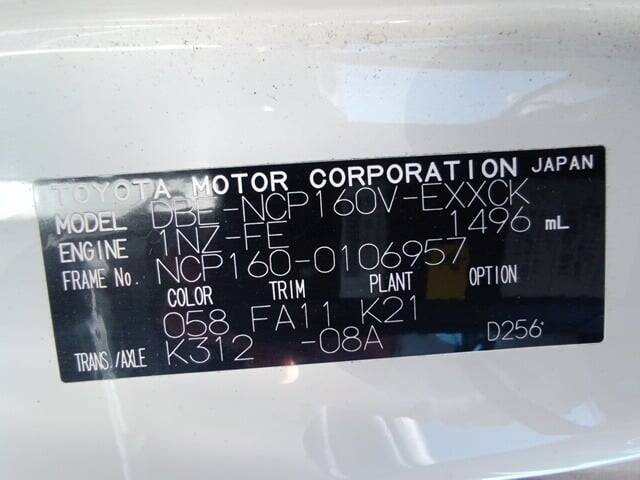 TOYOTA MOTOR CORPORATION JAPAN
MODEL DBE-NCP160V-EXXCK
ENGINE 1NZ-FE 1496 mL
FRAME No. NCP160-0106957
COLOR TRIM PLANT OPTION
058 FA11 K21
TRANS./AXLE K312 -08A D256